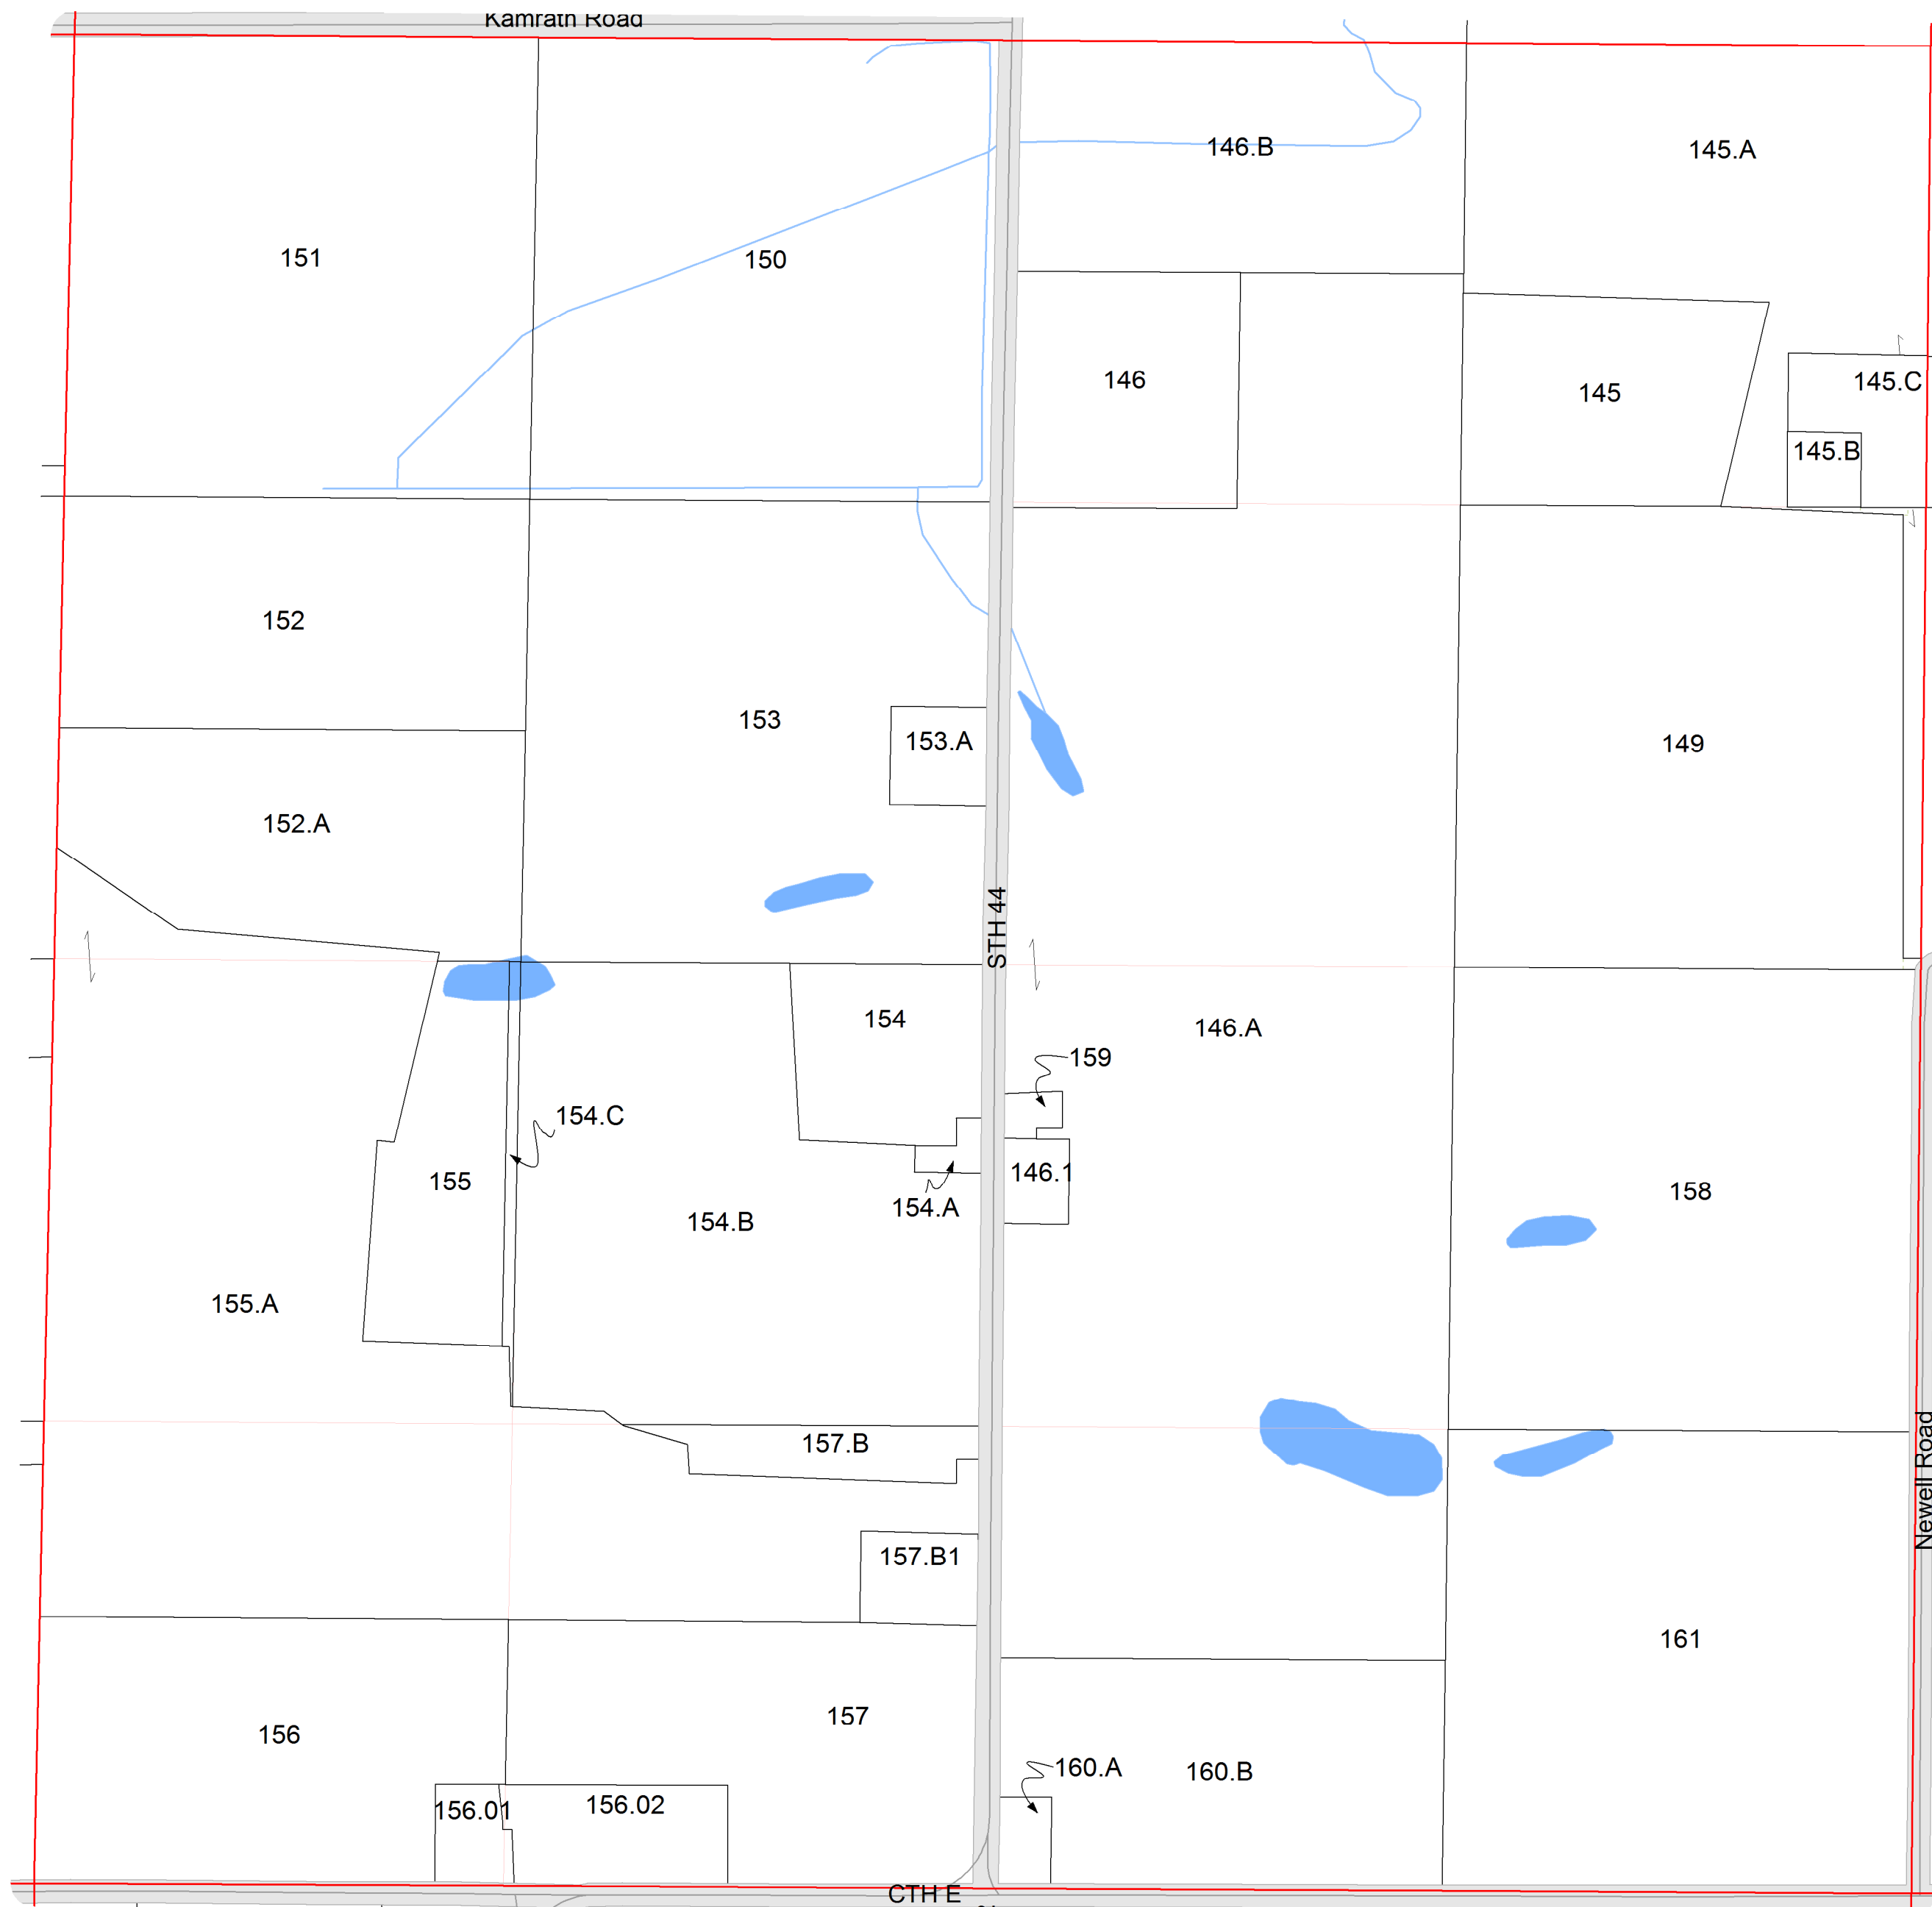 Kamrath Road
146.B
145.A
151
150
146
145
145.C
145.B
152
153
153.A
149
152.A
STH 44
154
146.A
159
154.C
155
146.1
158
154.A
154.B
155.A
157.B
Newell Road
157.B1
161
157
156
160.A
160.B
156.01
156.02
CTH E